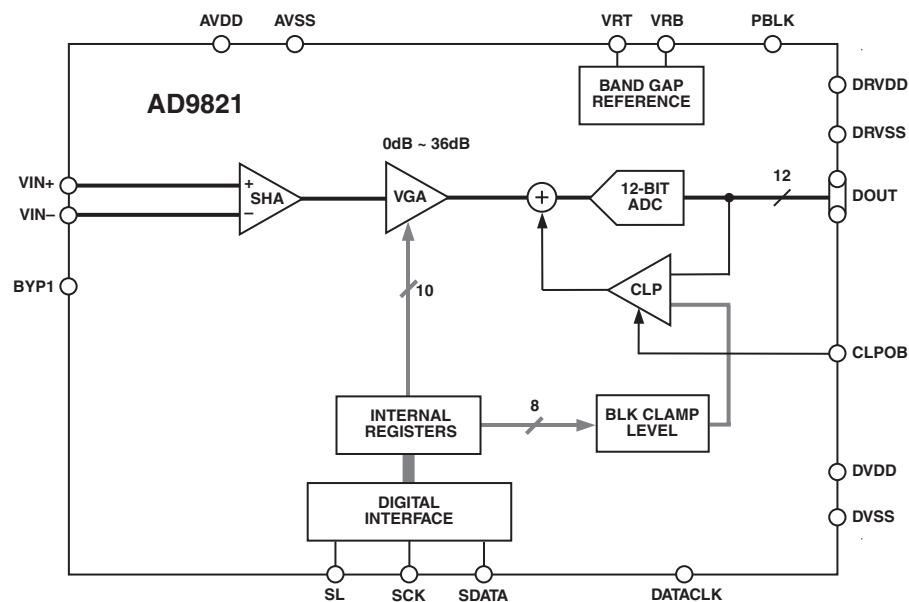 AVDD
AVSS
VRT
VRB
PBLK
BAND GAP
REFERENCE
DRVDD
AD9821
DRVSS
0dB ~ 36dB
VIN+
VIN–
+
SHA
–
VGA
+
12-BIT
ADC
12
DOUT
BYP1
10
CLP
CLPOB
INTERNAL
REGISTERS
8
BLK CLAMP
LEVEL
DVDD
DIGITAL
INTERFACE
DVSS
SL
SCK
SDATA
DATACLK